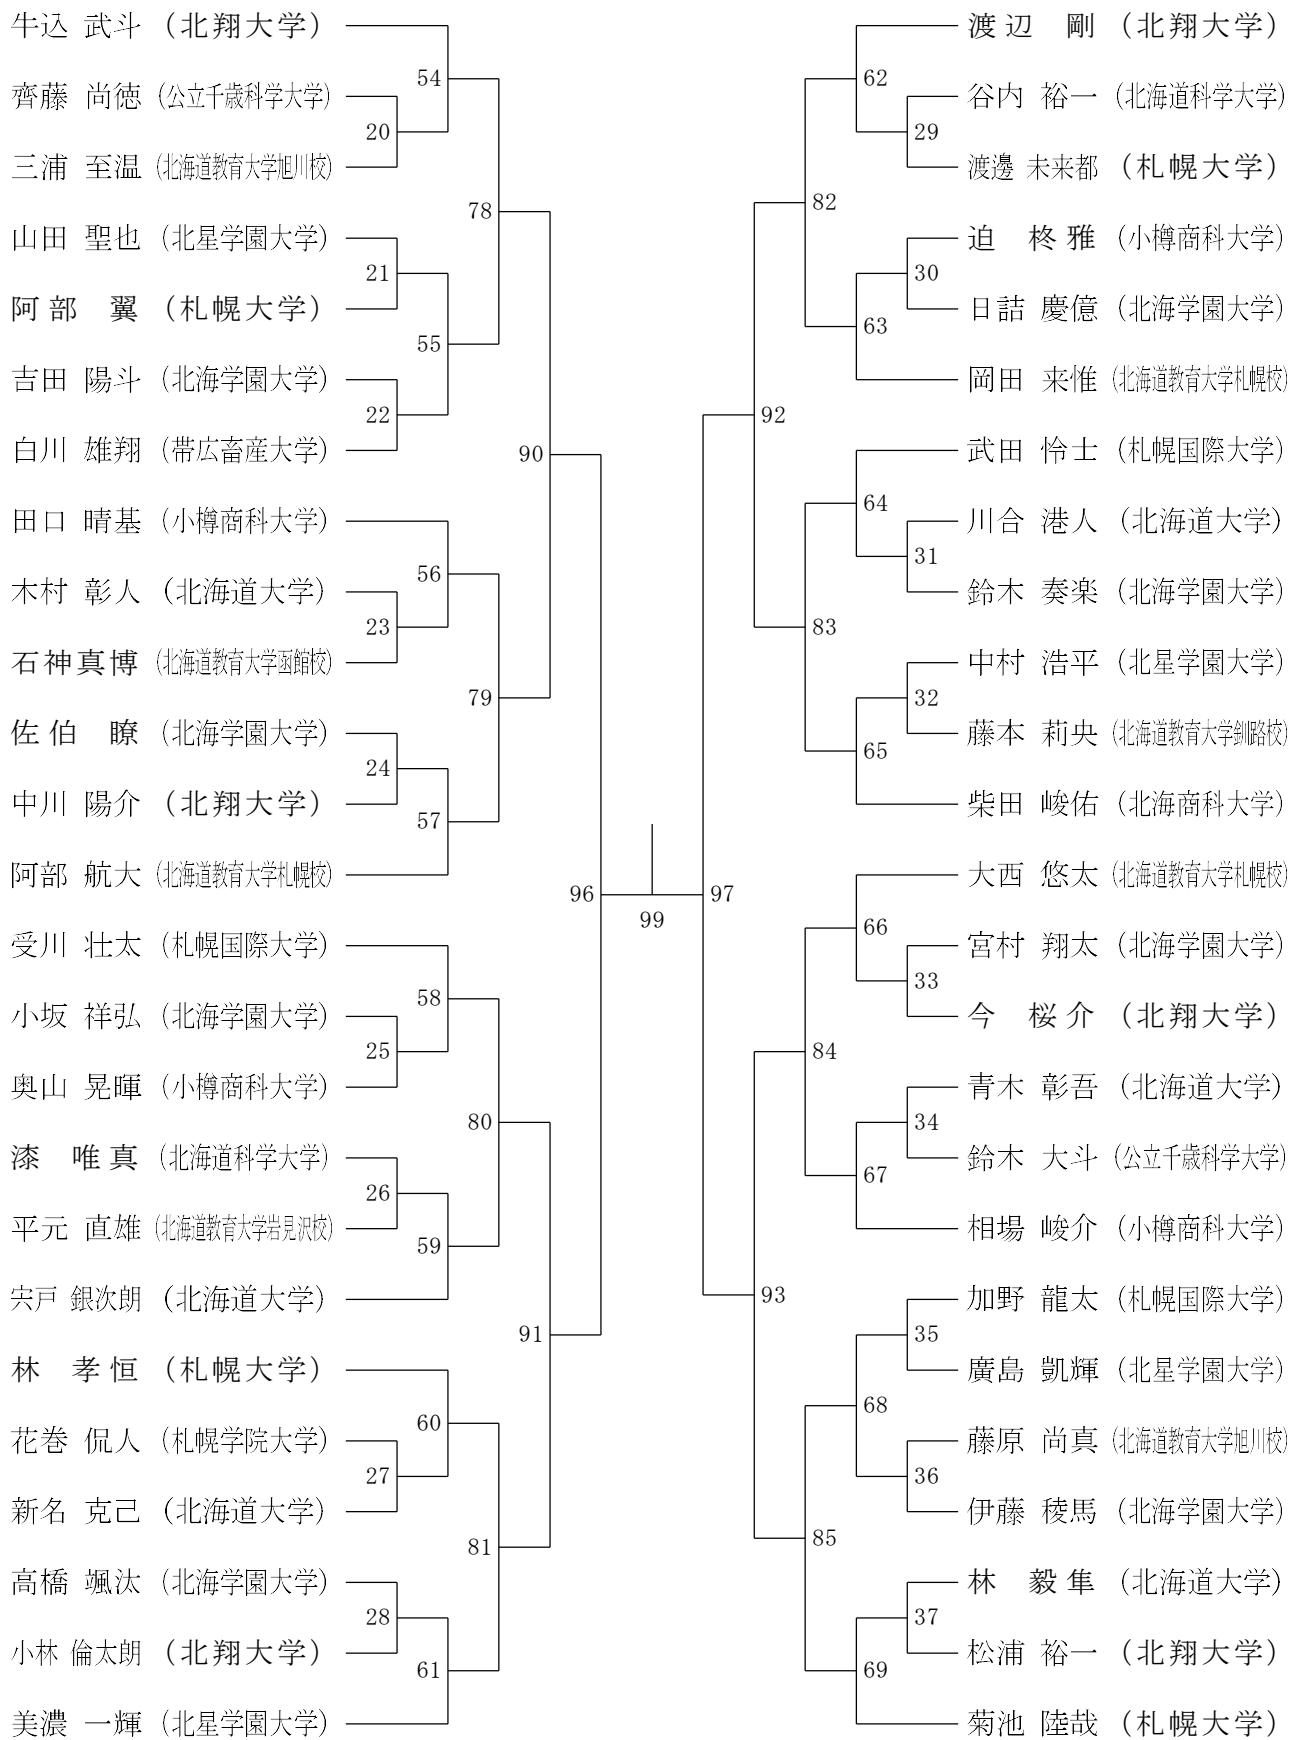 牛込 武斗 (北翔大学)
54
齊藤 尚徳 (公立千歳科学大学)
20
三浦 至温 (北海道教育大学旭川校)
78
山田 聖也 (北星学園大学)
21
阿部 翼 (札幌大学)
55
吉田 陽斗 (北海学園大学)
22
白川 雄翔 (帯広畜産大学)
90
田口 晴基 (小樽商科大学)
56
木村 彰人 (北海道大学)
23
石神真博 (北海道教育大学函館校)
79
佐伯 瞭 (北海学園大学)
24
中川 陽介 (北翔大学)
57
阿部 航大 (北海道教育大学札幌校)
96
99
受川 壮太 (札幌国際大学)
58
小坂 祥弘 (北海学園大学)
25
奥山 晃暉 (小樽商科大学)
80
漆 唯真 (北海道科学大学)
26
平元 直雄 (北海道教育大学岩見沢校)
59
宍戸 銀次朗 (北海道大学)
91
林 孝恒 (札幌大学)
60
花巻 侃人 (札幌学院大学)
27
新名 克己 (北海道大学)
81
高橋 颯汰 (北海学園大学)
28
小林 倫太朗 (北翔大学)
61
美濃 一輝 (北星学園大学)
渡辺 剛 (北翔大学)
62
谷内 裕一 (北海道科学大学)
29
渡邊 未来都 (札幌大学)
82
迫 柊雅 (小樽商科大学)
30
日詰 慶億 (北海学園大学)
63
岡田 来惟 (北海道教育大学札幌校)
92
武田 怜士 (札幌国際大学)
64
川合 港人 (北海道大学)
31
鈴木 奏楽 (北海学園大学)
83
中村 浩平 (北星学園大学)
32
藤本 莉央 (北海道教育大学釧路校)
65
柴田 峻佑 (北海商科大学)
大西 悠太 (北海道教育大学札幌校)
97
66
宮村 翔太 (北海学園大学)
33
今 桜介 (北翔大学)
84
青木 彰吾 (北海道大学)
34
鈴木 大斗 (公立千歳科学大学)
67
相場 峻介 (小樽商科大学)
93
加野 龍太 (札幌国際大学)
35
廣島 凱輝 (北星学園大学)
68
藤原 尚真 (北海道教育大学旭川校)
36
伊藤 稜馬 (北海学園大学)
85
林 毅隼 (北海道大学)
37
松浦 裕一 (北翔大学)
69
菊池 陸哉 (札幌大学)